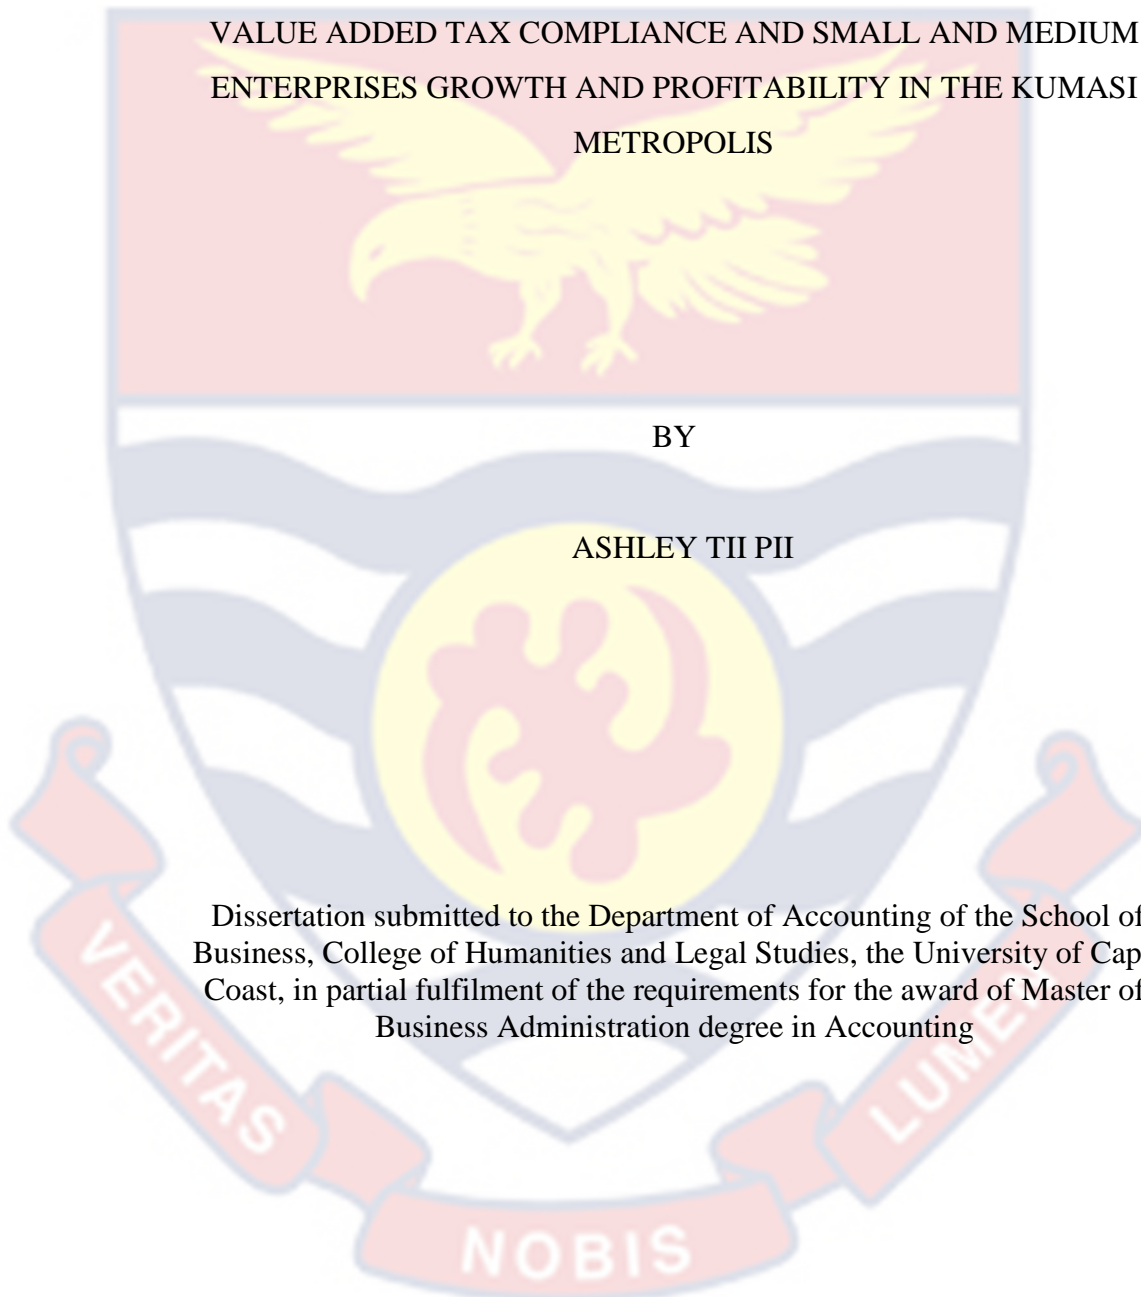 VALUE ADDED TAX COMPLIANCE AND SMALL AND MEDIUM
ENTERPRISES GROWTH AND PROFITABILITY IN THE KUMASI
METROPOLIS
BY
ASHLEY TII PII
Dissertation submitted to the Department of Accounting of the School of
Business, College of Humanities and Legal Studies, the University of Cap
Coast, in partial fulfilment of the requirements for the award of Master of
Business Administration degree in Accounting
VERITAS
NOBIS
LUMEN